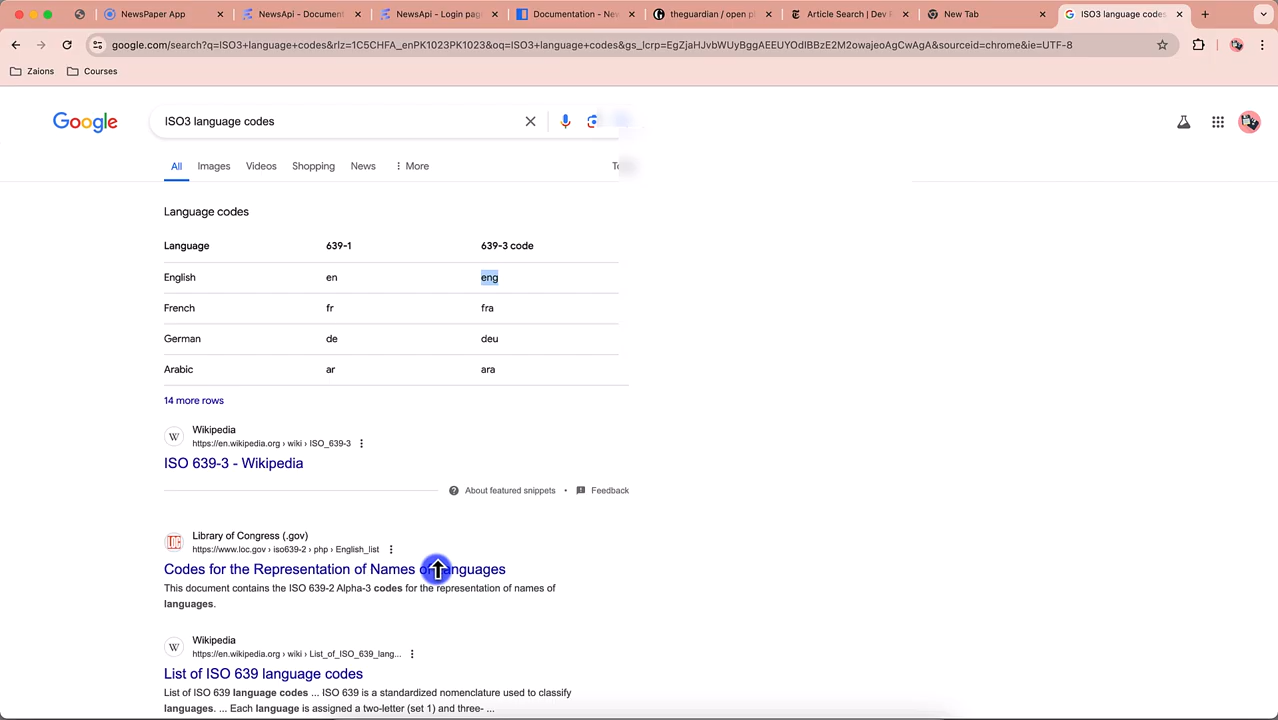 NewsPaper App
NewsApi - Document
NewsApi - Login pag
Documentation - Nev
theguardian / open pl
Article Search | Dev P
New Tab
ISO3 language codes
google.com/search?q=ISO3+language+codes&rlz=1C5CHFA_enPK1023PK1023&oq=ISO3+language+codes&gs_lcrp=EgZjaHJvbWUyBggAEEUYOdIBBzE2M2owajeoAgCwAgA&sourceid=chrome&ie=UTF-8
Zaions
Courses
Google
ISO3 language codes
All Images Videos Shopping News More
Language codes
Language 639-1 639-3 code
English en eng
French fr fra
German de deu
Arabic ar ara
14 more rows
W
Wikipedia
https://en.wikipedia.org › wiki › ISO_639-3
ISO 639-3 - Wikipedia
About featured snippets • Feedback
Library of Congress (.gov)
https://www.loc.gov › iso639-2 › php › English_list
Codes for the Representation of Names of languages
This document contains the ISO 639-2 Alpha-3 codes for the representation of names of
languages.
W
Wikipedia
https://en.wikipedia.org › wiki › List_of_ISO_639_lang...
List of ISO 639 language codes
List of ISO 639 language codes ... ISO 639 is a standardized nomenclature used to classify
languages. ... Each language is assigned a two-letter (set 1) and three- ...